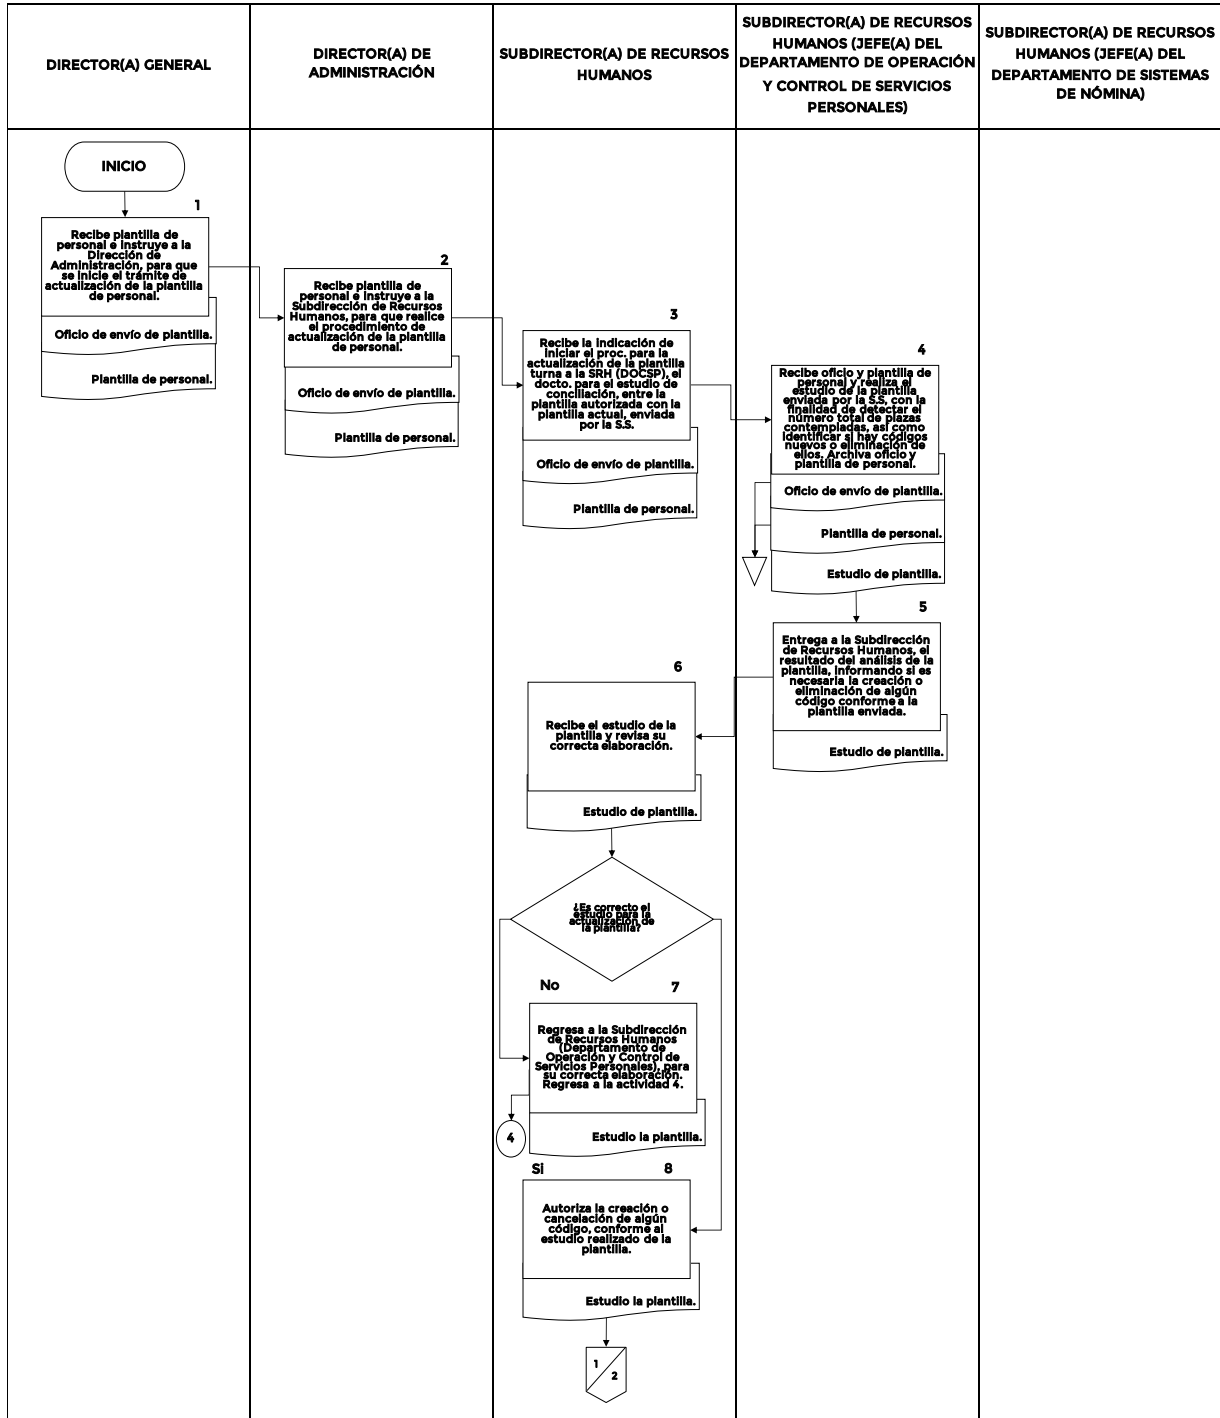 DIRECTOR(A) GENERAL
DIRECTOR(A) DE
ADMINISTRACIÓN
SUBDIRECTOR(A) DE RECURSOS
HUMANOS
SUBDIRECTOR(A) DE RECURSOS
HUMANOS (JEFE(A) DEL
DEPARTAMENTO DE OPERACIÓN
Y CONTROL DE SERVICIOS
PERSONALES)
SUBDIRECTOR(A) DE RECURSOS
HUMANOS (JEFE(A) DEL
DEPARTAMENTO DE SISTEMAS
DE NÓMINA)
INICIO
1
Recibe plantilla de
personal e instruye a la
Dirección de
Administración, para que
se inicie el trámite de
actualización de la plantilla
de personal.
Oficio de envío de plantilla.
Plantilla de personal.
2
Recibe plantilla de
personal e instruye a la
Subdirección de Recursos
Humanos, para que realice
el procedimiento de
actualización de la plantilla
de personal.
Oficio de envío de plantilla.
Plantilla de personal.
3
Recibe la indicación de
iniciar el proc. para la
actualización de la plantilla
turna a la SRH (DOCSP), el
docto. para el estudio de
conciliación, entre la
plantilla autorizada con la
plantilla actual, enviada
por la S.S.
Oficio de envío de plantilla.
Plantilla de personal.
4
Recibe oficio y plantilla de
personal y realiza el
estudio de la plantilla
enviada por la S.S, con la
finalidad de detectar el
número total de plazas
contempladas, así como
identificar si hay códigos
nuevos o eliminación de
ellos. Archiva oficio y
plantilla de personal.
Oficio de envío de plantilla.
Plantilla de personal.
Estudio de plantilla.
5
Entrega a la Subdirección
de Recursos Humanos, el
resultado del análisis de la
plantilla, informando si es
necesaria la creación o
eliminación de algún
código conforme a la
plantilla enviada.
Estudio de plantilla.
6
Recibe el estudio de la
plantilla y revisa su
correcta elaboración.
Estudio de plantilla.
¿Es correcto el
estudio para la
actualización de
la plantilla?
No
7
Regresa a la Subdirección
de Recursos Humanos
(Departamento de
Operación y Control de
Servicios Personales), para
su correcta elaboración.
Regresa a la actividad 4.
Estudio la plantilla.
4
Si
8
Autoriza la creación o
cancelación de algún
código, conforme al
estudio realizado de la
plantilla.
Estudio la plantilla.
1
2